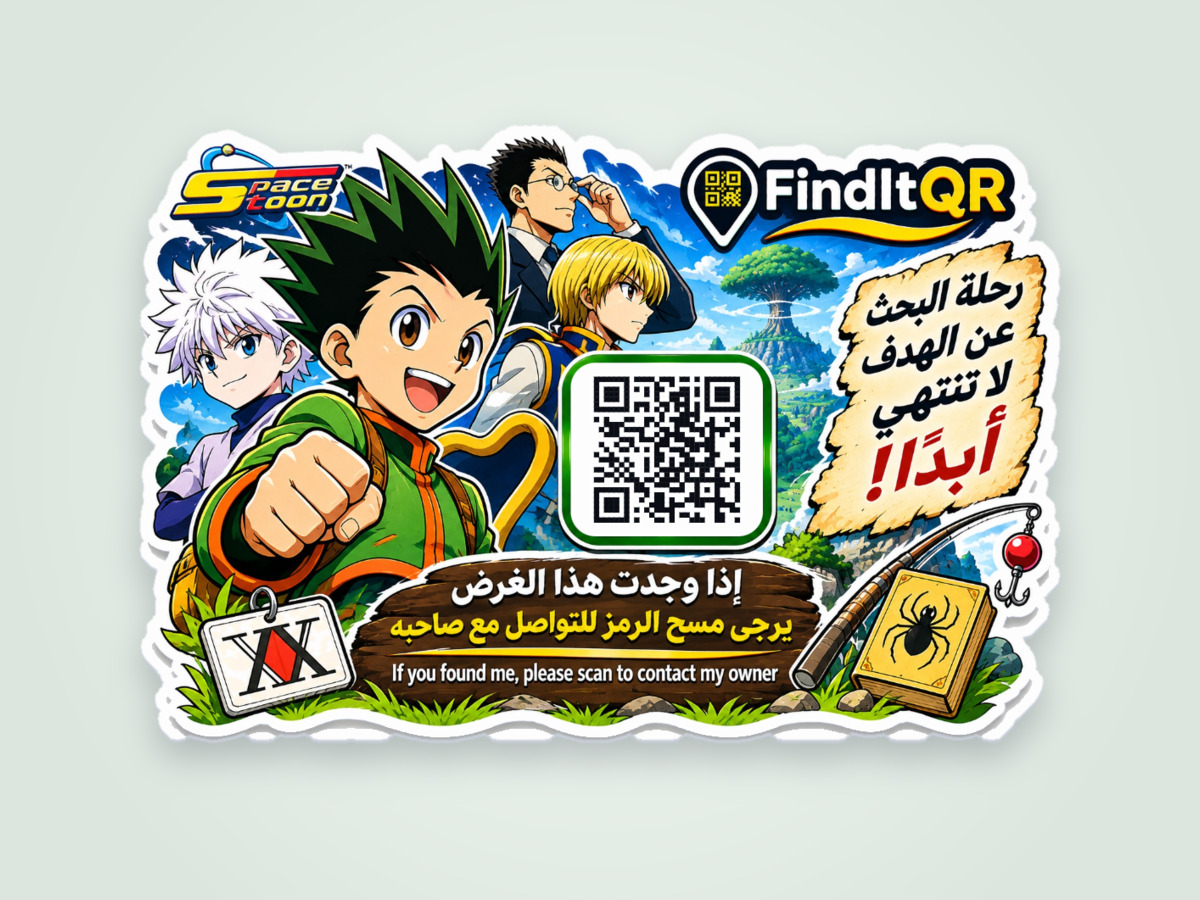 Space toon™
FindItQR
رحلة البحث
عن الهدف
لا تنتهي
أبدًا!
إذا وجدت هذا الغرض
يرجى مسح الرمز للتواصل مع صاحبه
If you found me, please scan to contact my owner